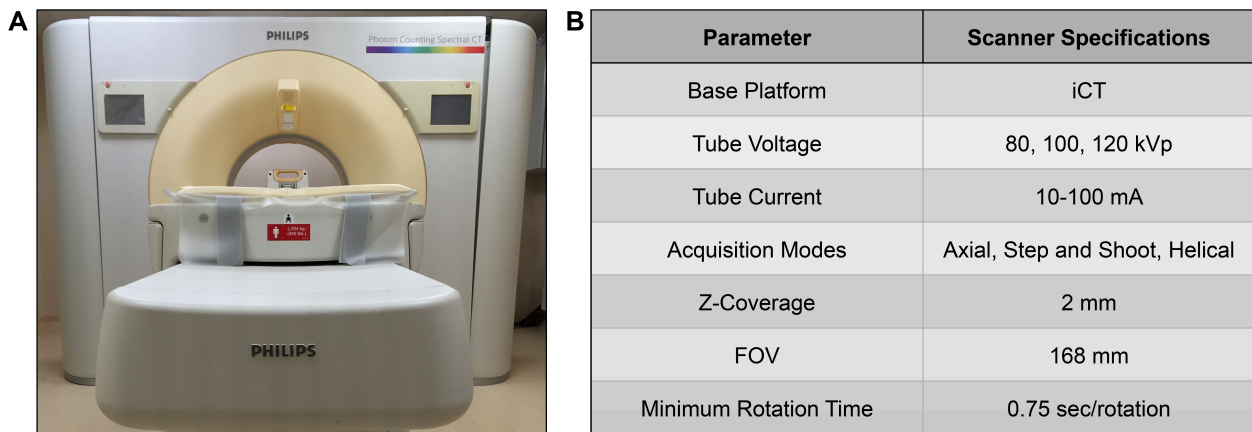 A
PHILIPS
Photon Counting Spectral CT
PHILIPS
B
Parameter Scanner Specifications
Base Platform iCT
Tube Voltage 80, 100, 120 kVp
Tube Current 10-100 mA
Acquisition Modes Axial, Step and Shoot, Helical
Z-Coverage 2 mm
FOV 168 mm
Minimum Rotation Time 0.75 sec/rotation